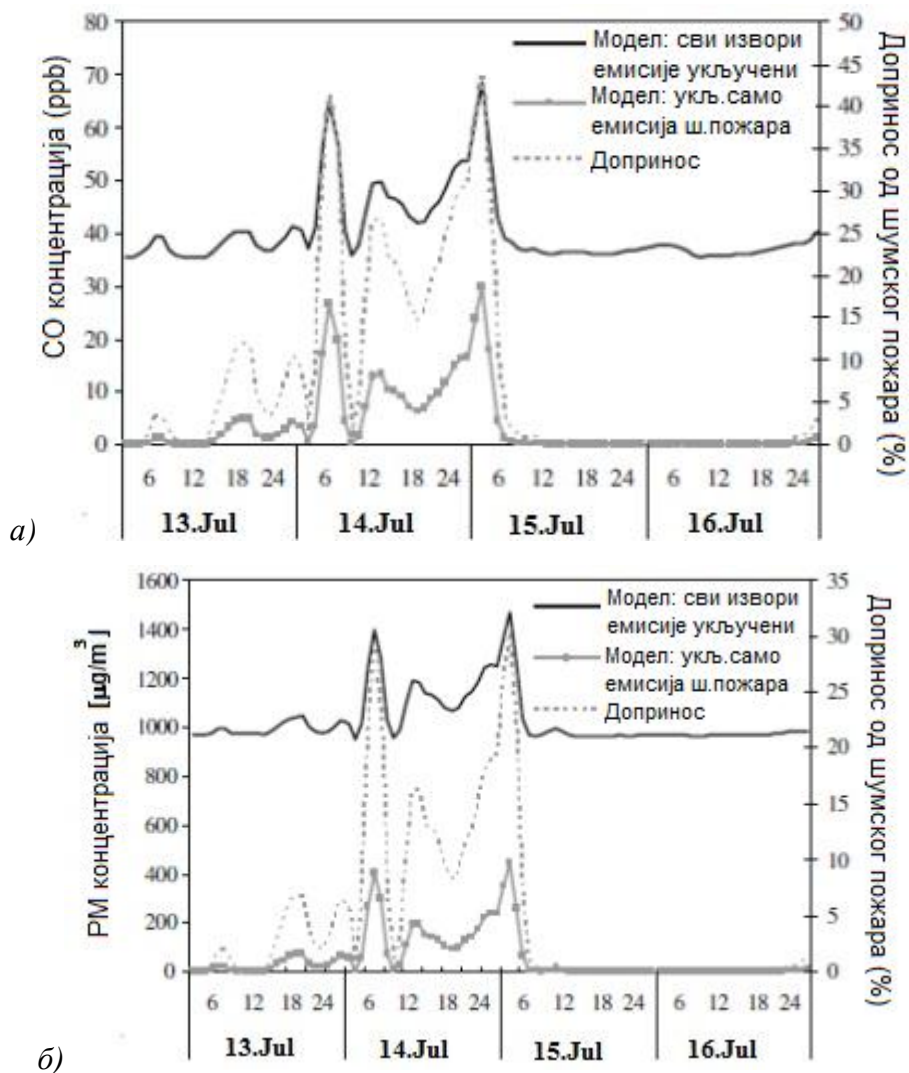 80
70
60
50
40
30
20
10
0
CO концентрација (ppb)
50
45
40
35
30
25
20
15
10
5
0
Допринос од шумског пожара (%)
Модел: сви извори
емисије укључени
Модел: укљ.само
емисија ш.пожара
Допринос
6 12 18 24 6 12 18 24 6 12 18 24 6 12 18 24
13.Jul 14.Jul 15.Jul 16.Jul
а)
1600
1400
1200
1000
800
600
400
200
0
PM концентрација [µg/m³]
35
30
25
20
15
10
5
0
Допринос од шумског пожара (%)
Модел: сви извори
емисије укључени
Модел: укљ.само
емисија ш.пожара
Допринос
6 12 18 24 6 12 18 24 6 12 18 24 6 12 18 24
13.Jul 14.Jul 15.Jul 16.Jul
б)